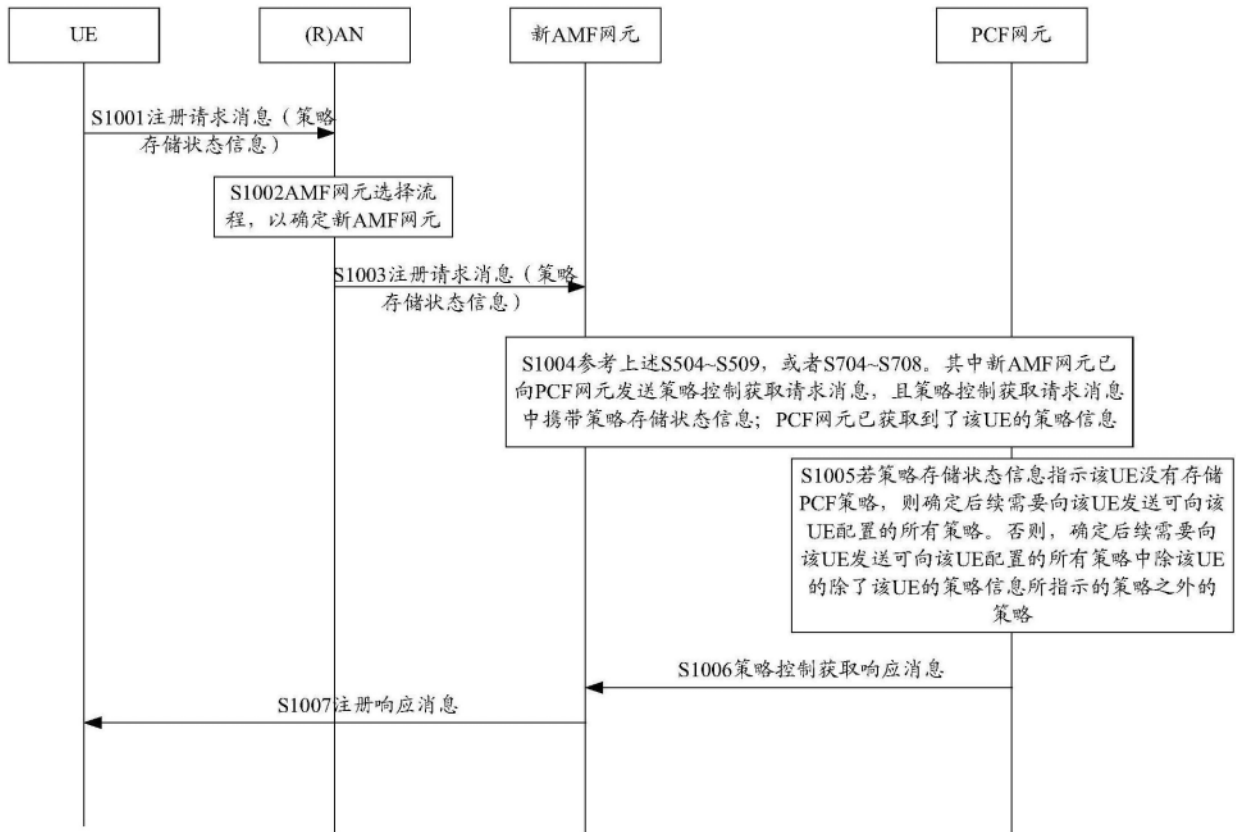 UE
(R)AN
新AMF网元
PCF网元
S1001注册请求消息（策略
存储状态信息）
S1002AMF网元选择流
程，以确定新AMF网元
S1003注册请求消息（策略
存储状态信息）
S1004参考上述S504~S509，或者S704~S708。其中新AMF网元已
向PCF网元发送策略控制获取请求消息，且策略控制获取请求消息
中携带策略存储状态信息；PCF网元已获取到了该UE的策略信息
S1005若策略存储状态信息指示该UE没有存储
PCF策略，则确定后续需要向该UE发送可向该
UE配置的所有策略。否则，确定后续需要向
该UE发送可向该UE配置的所有策略中除该UE
的除了该UE的策略信息所指示的策略之外的
策略
S1006策略控制获取响应消息
S1007注册响应消息